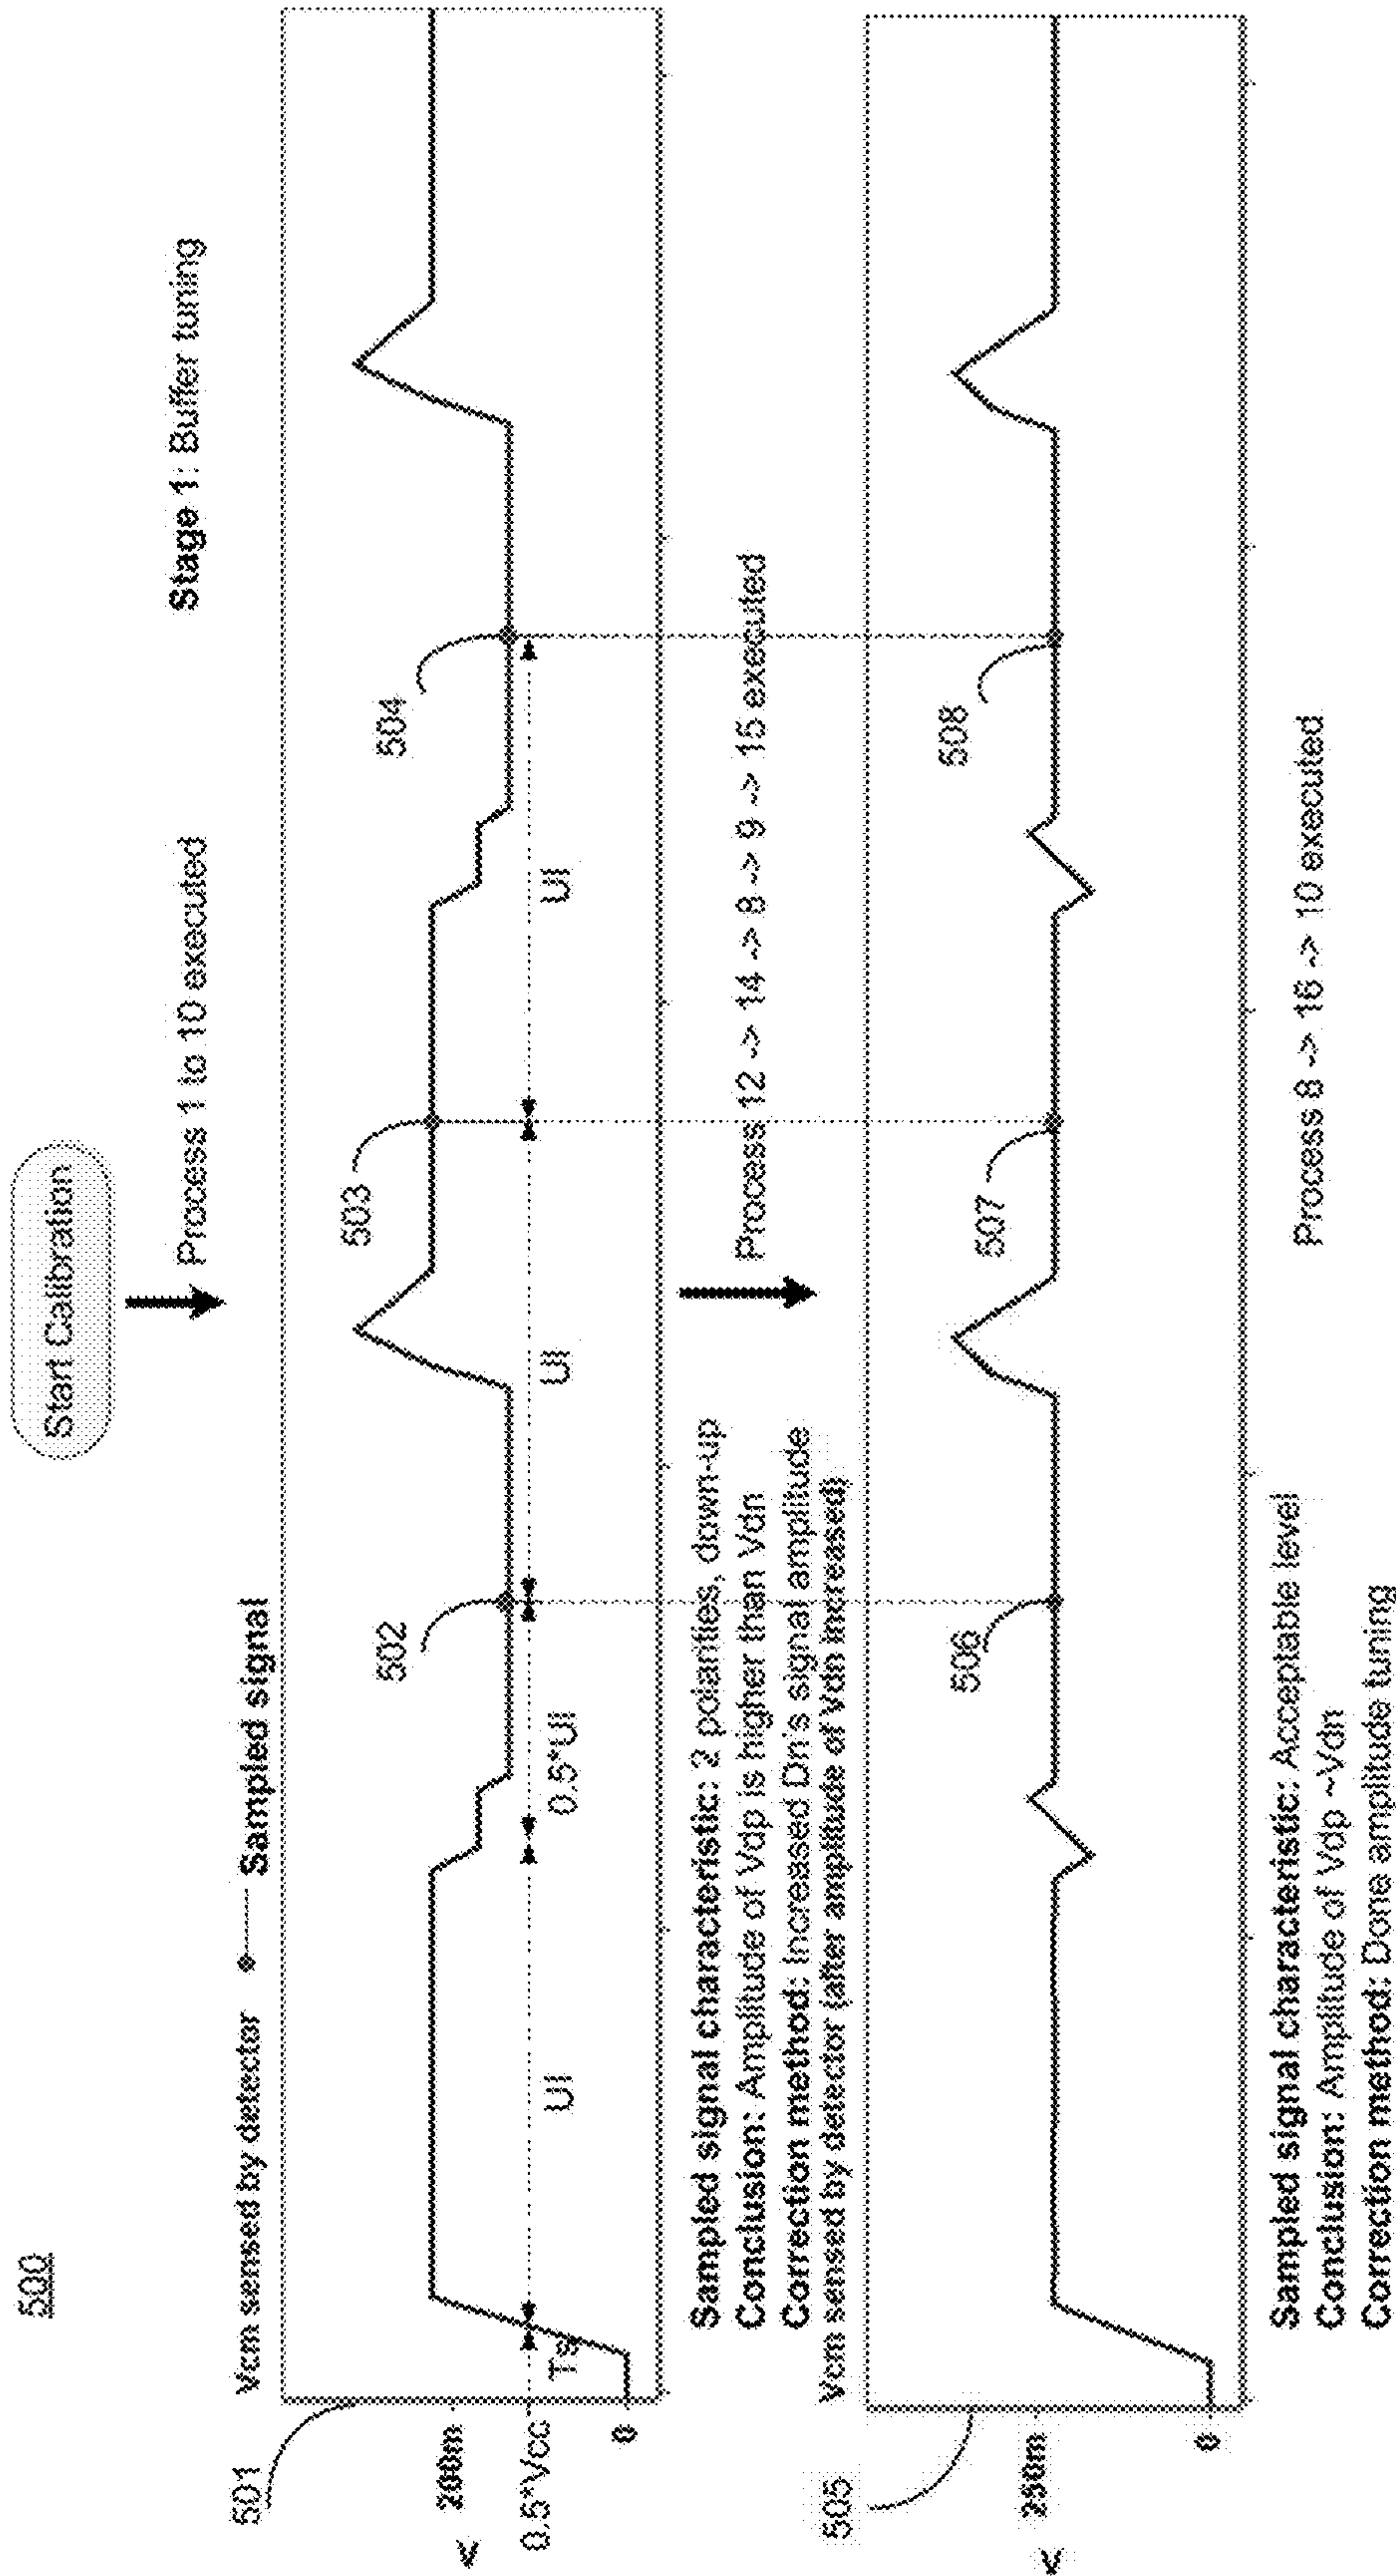 500
Start Calibration
Process 1 to 10 executed
Stage 1: Buffer tuning
Vcm sensed by detector
Sampled signal
501
502
503
504
V
200m
0.5*Vcc
0
Ts
UI
0.5*UI
UI
UI
Sampled signal characteristic: 2 polarities, down-up
Conclusion: Amplitude of Vdp is higher than Vdn
Correction method: Increased Dn's signal amplitude
Process 12 -> 14 -> 8 -> 9 -> 15 executed
Vcm sensed by detector (after amplitude of Vdn increased)
505
506
507
508
V
250m
0
Sampled signal characteristic: Acceptable level
Conclusion: Amplitude of Vdp ~Vdn
Correction method: Done amplitude tuning
Process 8 -> 16 -> 10 executed